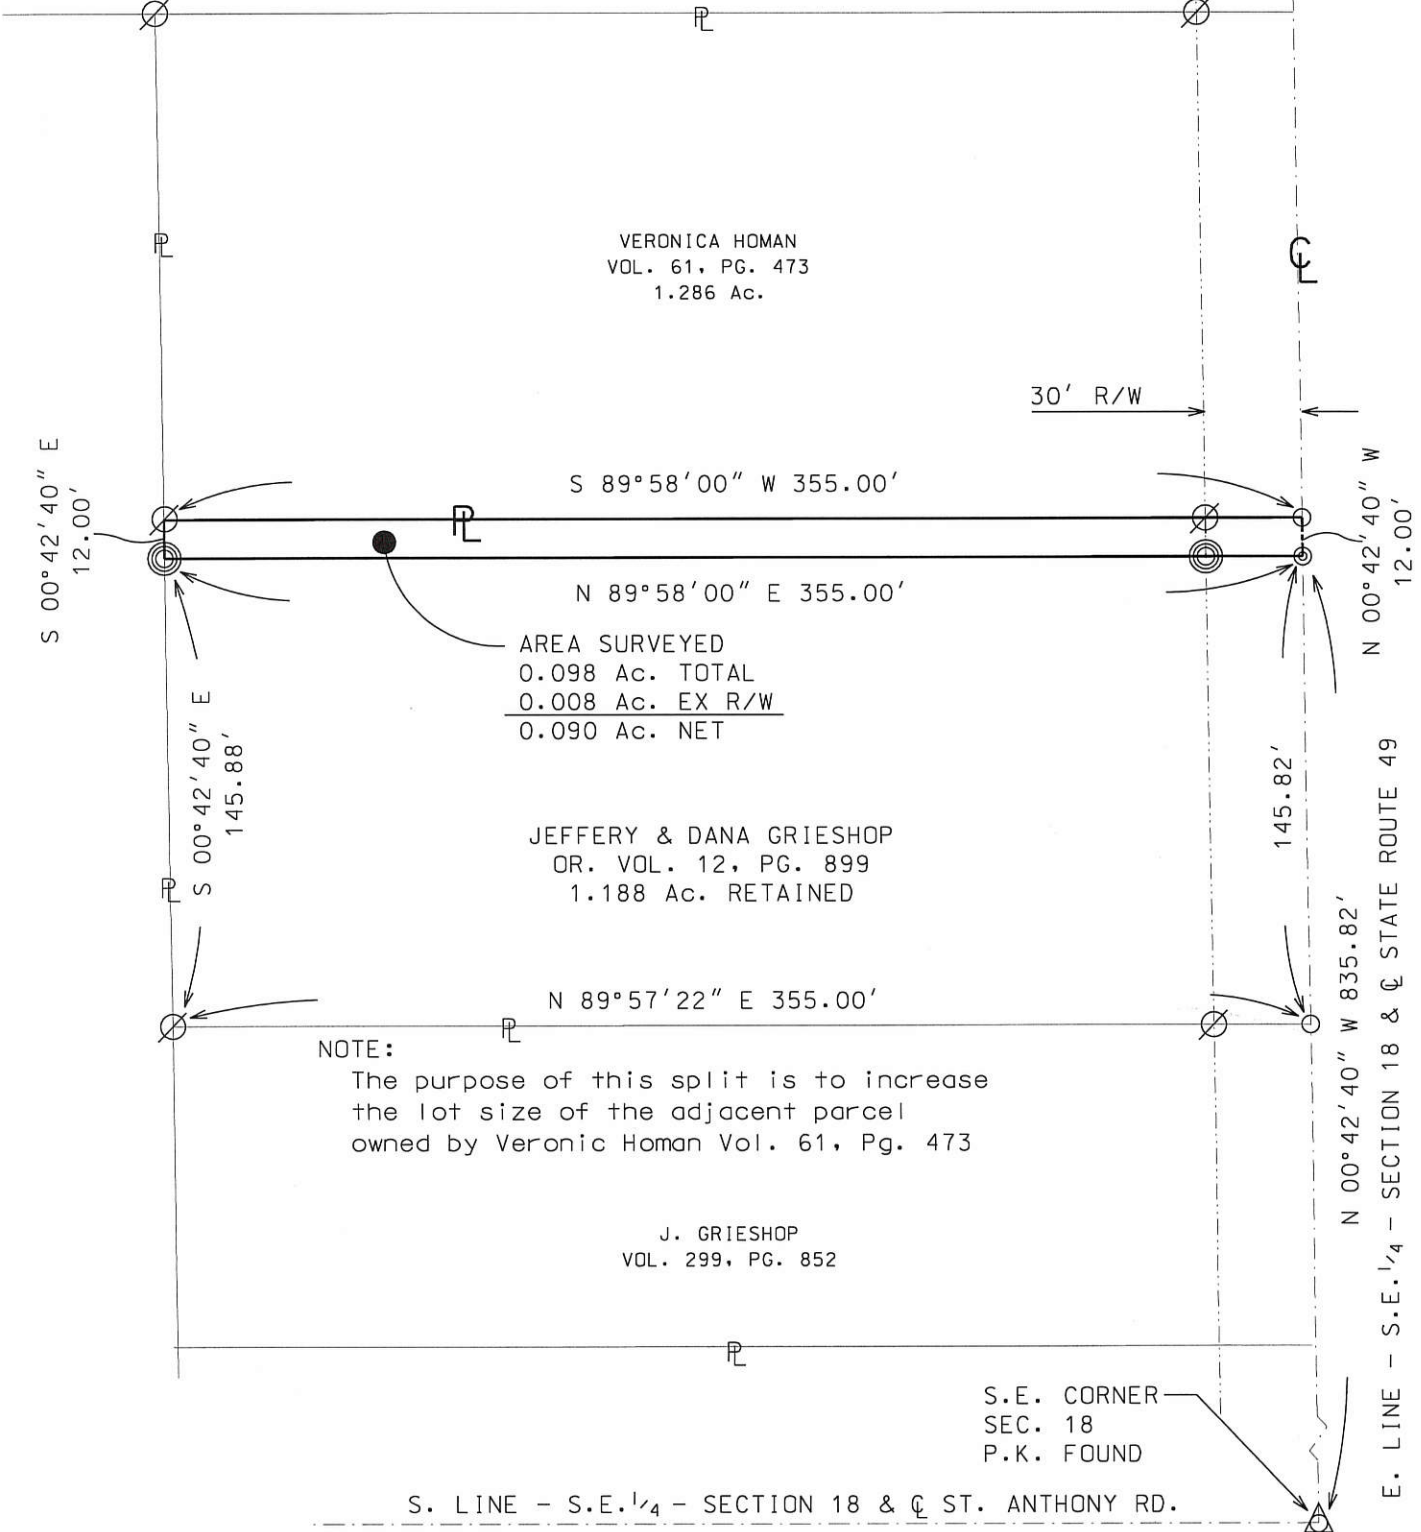 ℄
℄
VERONICA HOMAN
VOL. 61, PG. 473
1.286 Ac.
30' R/W
S 00°42'40" E
12.00'
S 89°58'00" W 355.00'
N 00°42'40" W
12.00'
N 89°58'00" E 355.00'
AREA SURVEYED
0.098 Ac. TOTAL
0.008 Ac. EX R/W
0.090 Ac. NET
S 00°42'40" E
145.88'
145.82'
JEFFERY & DANA GRIESHOP
OR. VOL. 12, PG. 899
1.188 Ac. RETAINED
N 89°57'22" E 355.00'
NOTE:
The purpose of this split is to increase
the lot size of the adjacent parcel
owned by Veronic Homan Vol. 61, Pg. 473
N 00°42'40" W 835.82'
E. LINE - S.E.1/4 - SECTION 18 & ℄ STATE ROUTE 49
J. GRIESHOP
VOL. 299, PG. 852
S.E. CORNER
SEC. 18
P.K. FOUND
S. LINE - S.E.1/4 - SECTION 18 & ℄ ST. ANTHONY RD.